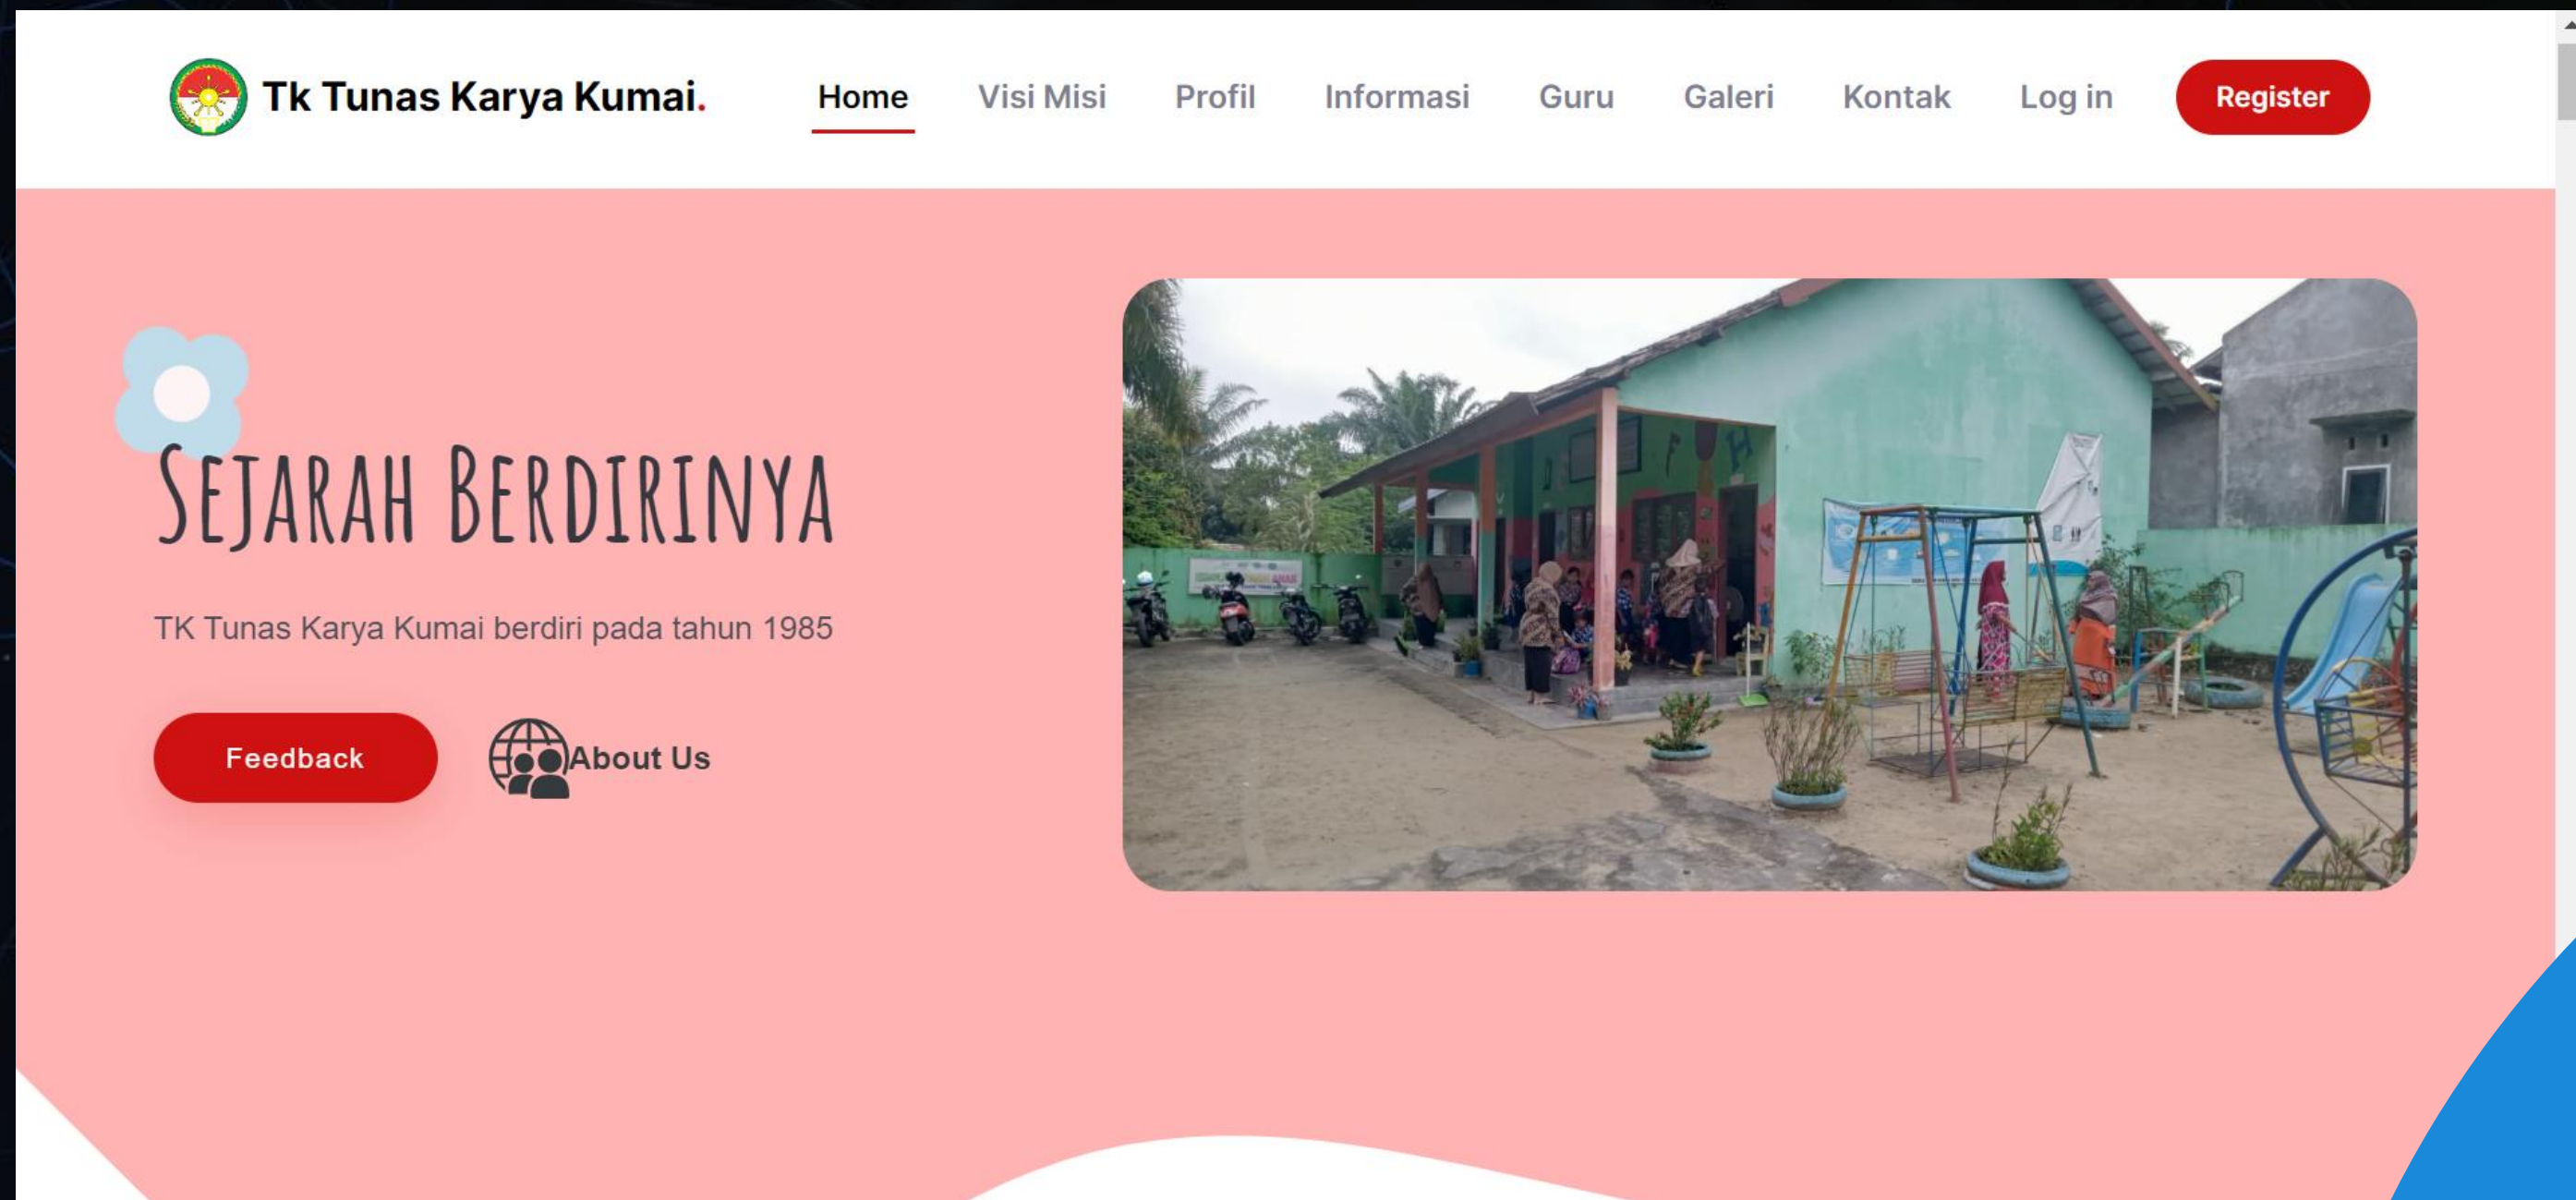 Tk Tunas Karya Kumai.
Home
Visi Misi
Profil
Informasi
Guru
Galeri
Kontak
Log in
Register
SEJARAH BERDIRINYA
TK Tunas Karya Kumai berdiri pada tahun 1985
Feedback
About Us